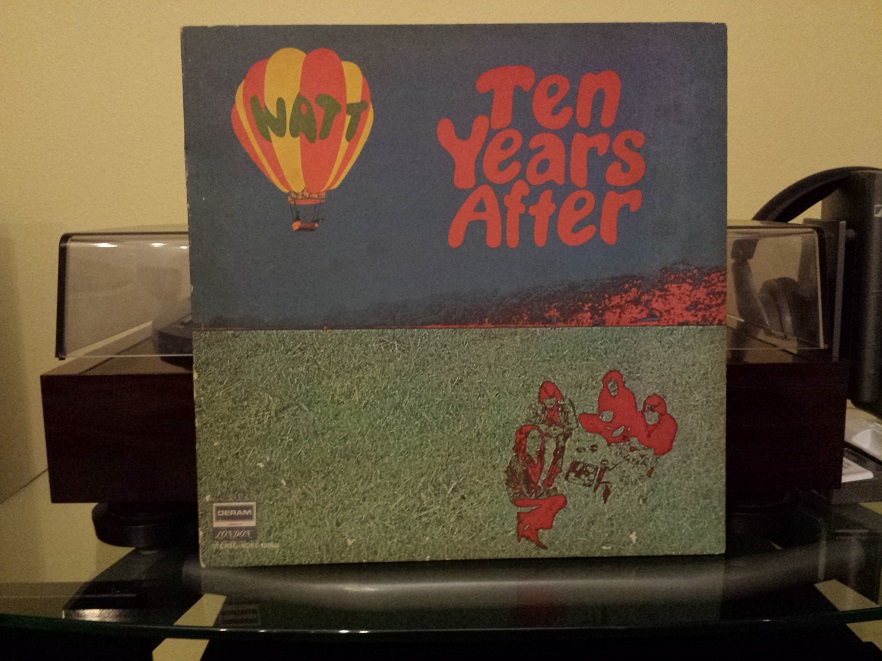 WATT
Ten
Years
After
DERAM
LONDON